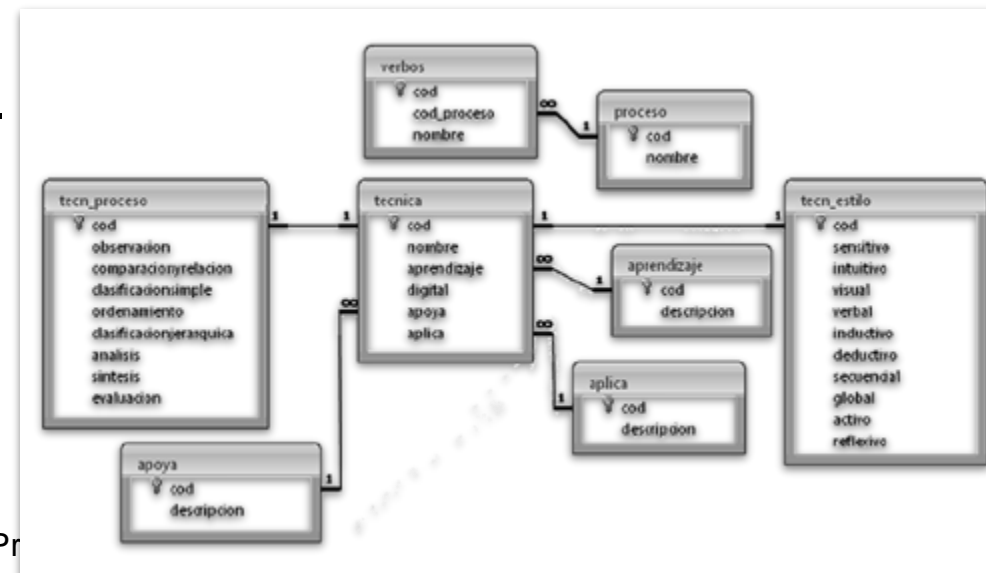 verbos
cod
cod_proceso
nombre
proceso
cod
nombre
∞
1
tecn_proceso
cod
observacion
comparacionyrelacion
clasificacionsimple
ordenamiento
clasificacionjerarquica
analisis
sintesis
evaluacion
1
1
tecnica
cod
nombre
aprendizaje
digital
apoya
aplica
1
1
tecn_estilo
cod
sensitivo
intuitivo
visual
verbal
inductivo
deductivo
secuencial
global
activo
reflexivo
∞
1
aprendizaje
cod
descripcion
∞
1
aplica
cod
descripcion
∞
1
apoya
cod
descripcion
Pr